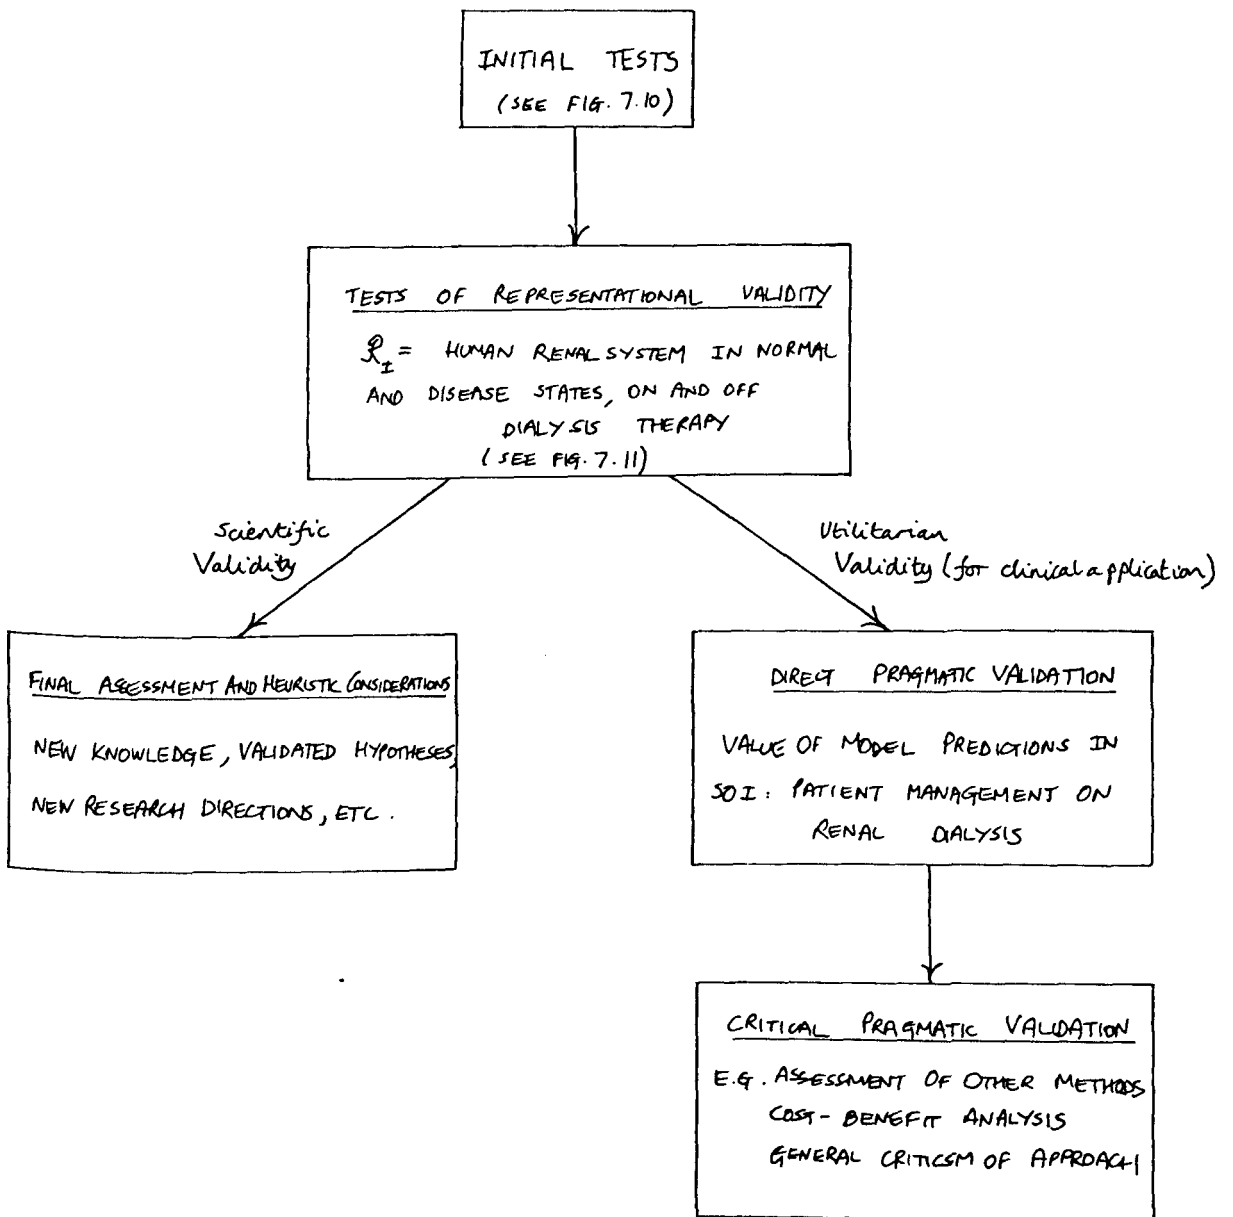 INITIAL TESTS
(SEE FIG. 7.10)
TESTS OF REPRESENTATIONAL VALIDITY
ℛ_I = HUMAN RENAL SYSTEM IN NORMAL
AND DISEASE STATES, ON AND OFF
DIALYSIS THERAPY
(SEE FIG. 7.11)
Scientific
Validity
Utilitarian
Validity (for clinical application)
FINAL ASSESSMENT AND HEURISTIC CONSIDERATIONS
NEW KNOWLEDGE, VALIDATED HYPOTHESES,
NEW RESEARCH DIRECTIONS, ETC.
DIRECT PRAGMATIC VALIDATION
VALUE OF MODEL PREDICTIONS IN
SOI: PATIENT MANAGEMENT ON
RENAL DIALYSIS
CRITICAL PRAGMATIC VALIDATION
E.G. ASSESSMENT OF OTHER METHODS
COST-BENEFIT ANALYSIS
GENERAL CRITICSM OF APPROACH